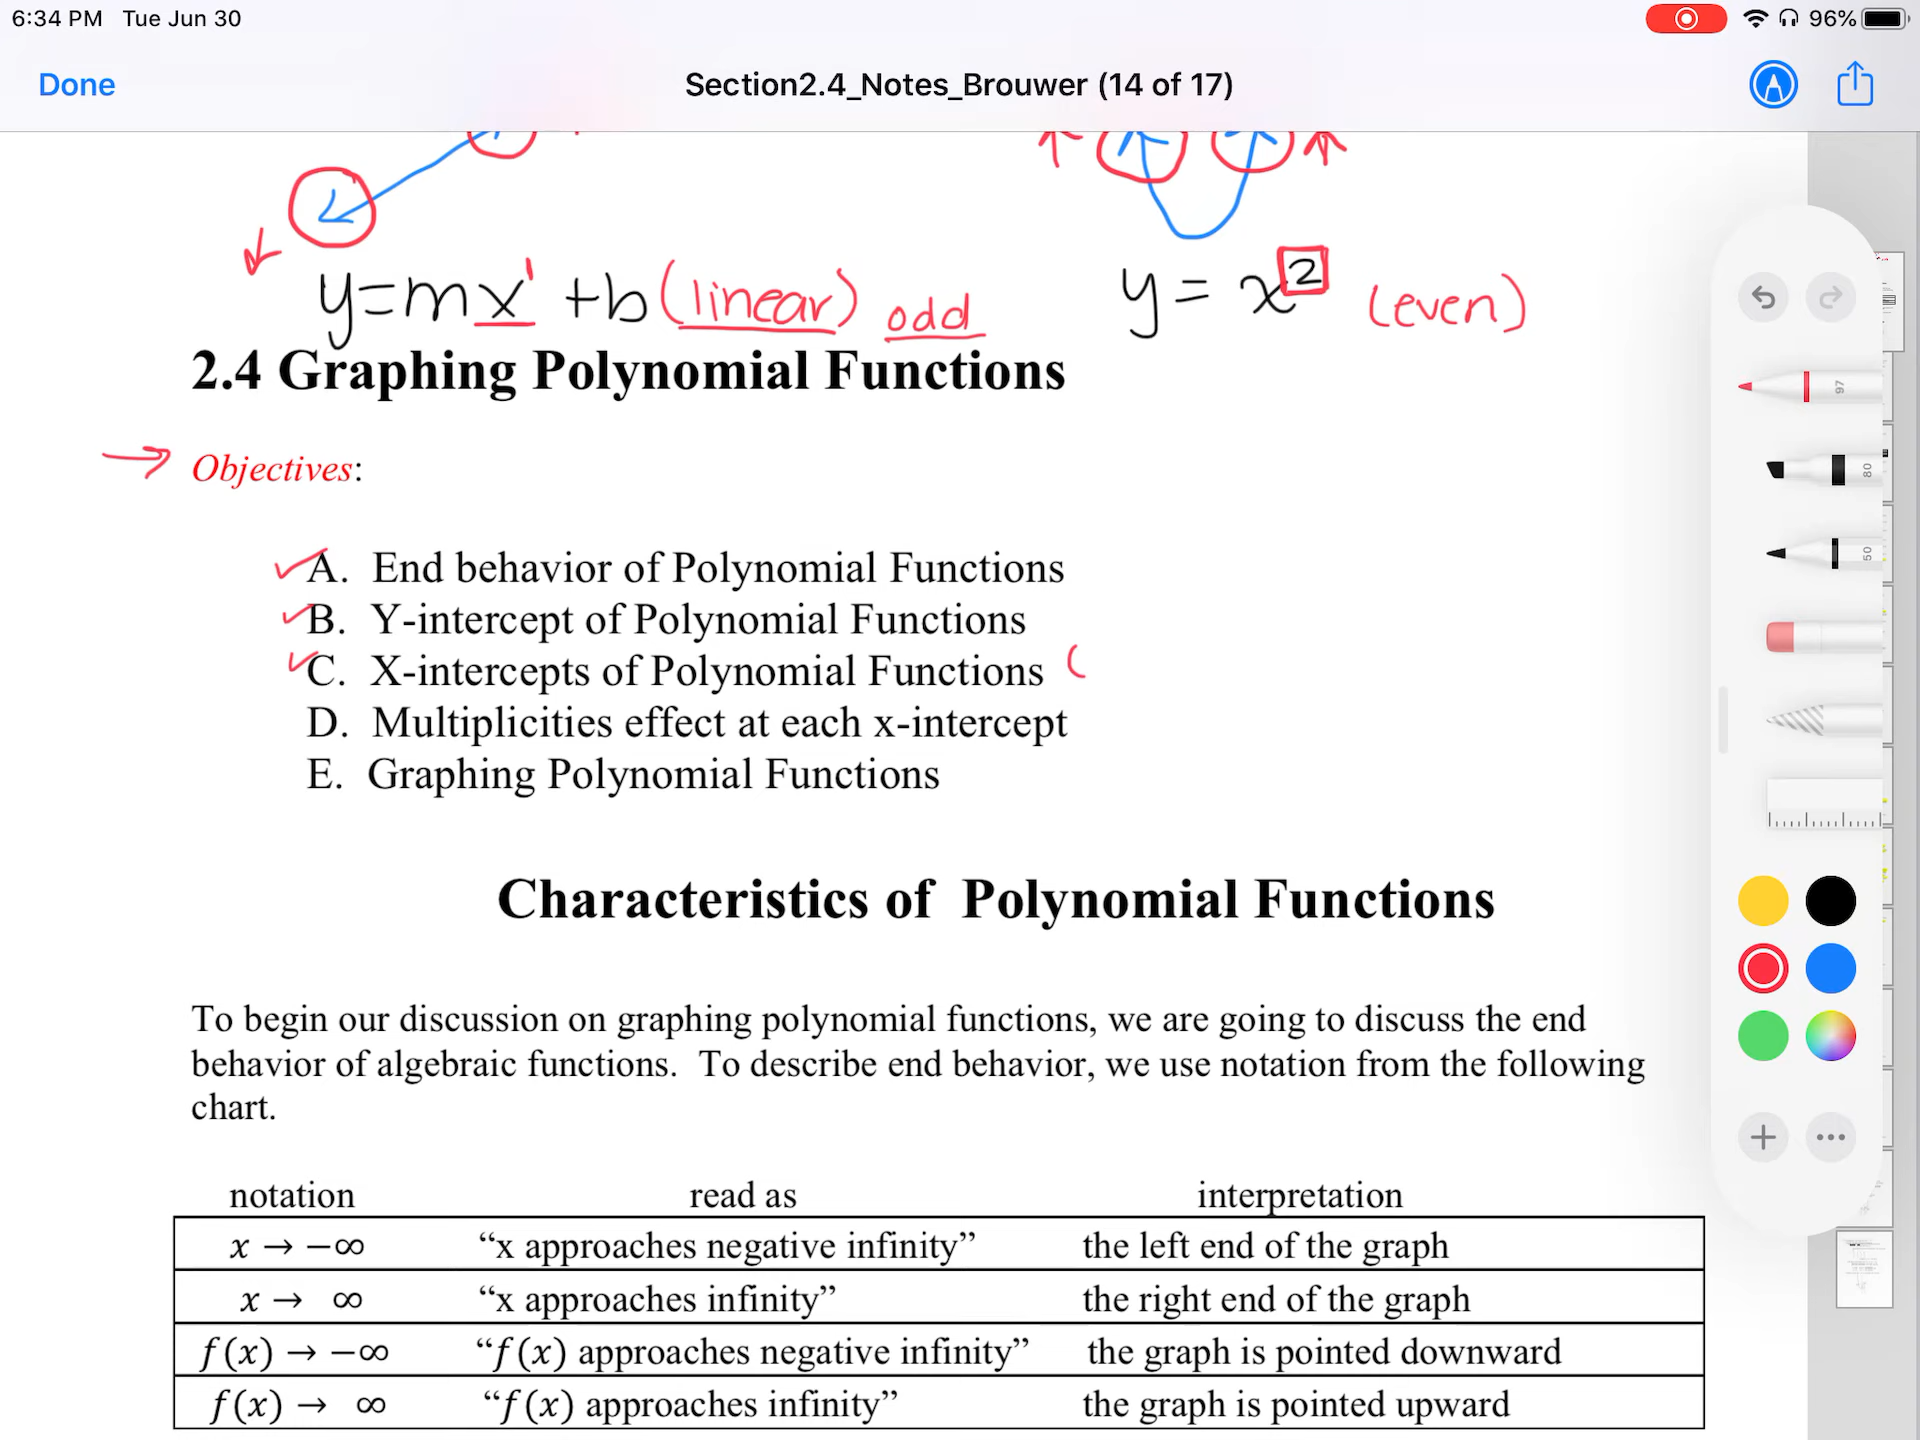 6:34 PM Tue Jun 30 96%
Done Section2.4_Notes_Brouwer (14 of 17)
y=mx¹ +b (linear) odd y = x² (even)
2.4 Graphing Polynomial Functions
Objectives:
A. End behavior of Polynomial Functions
B. Y-intercept of Polynomial Functions
C. X-intercepts of Polynomial Functions (
D. Multiplicities effect at each x-intercept
E. Graphing Polynomial Functions
Characteristics of Polynomial Functions
To begin our discussion on graphing polynomial functions, we are going to discuss the end
behavior of algebraic functions. To describe end behavior, we use notation from the following
chart.
notation read as interpretation
x → −∞ “x approaches negative infinity” the left end of the graph
x → ∞ “x approaches infinity” the right end of the graph
f(x) → −∞ “f(x) approaches negative infinity” the graph is pointed downward
f(x) → ∞ “f(x) approaches infinity” the graph is pointed upward
97
80
50